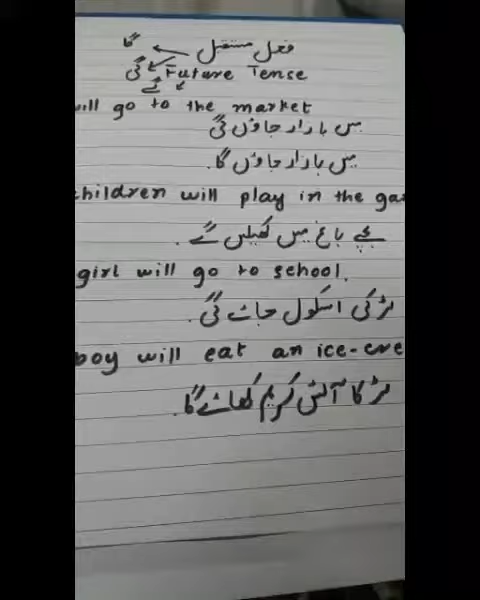 فعل مستقبل گا
Future Tense گی
گے
will go to the market
میں بازار جاؤں گی
میں بازار جاؤں گا۔
children will play in the gar
بچے باغ میں کھیلیں گے۔
girl will go to school.
لڑکی اسکول جائے گی۔
boy will eat an ice-cre
لڑکا آئس کریم کھائے گا۔